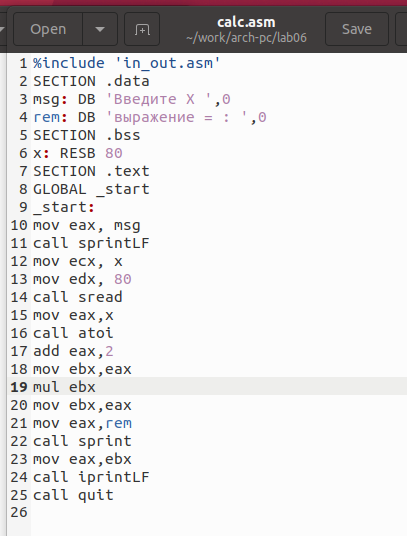 Open
calc.asm
~/work/arch-pc/lab06
Save
1 %include 'in_out.asm'
2 SECTION .data
3 msg: DB 'Введите X ',0
4 rem: DB 'выражение = : ',0
5 SECTION .bss
6 x: RESB 80
7 SECTION .text
8 GLOBAL _start
9 _start:
10 mov eax, msg
11 call sprintLF
12 mov ecx, x
13 mov edx, 80
14 call sread
15 mov eax,x
16 call atoi
17 add eax,2
18 mov ebx,eax
19 mul ebx
20 mov ebx,eax
21 mov eax,rem
22 call sprint
23 mov eax,ebx
24 call iprintLF
25 call quit
26